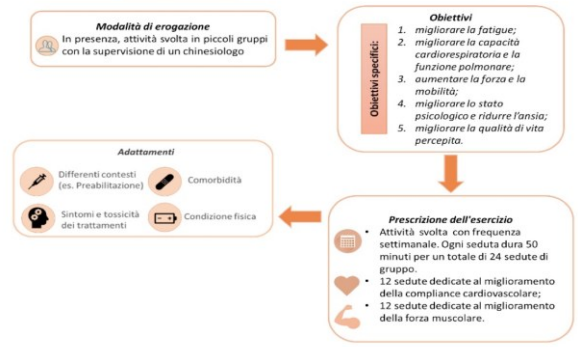 Modalità di erogazione
In presenza, attività svolta in piccoli gruppi
con la supervisione di un chinesiologo
Obiettivi
Obiettivi specifici:
1. migliorare la fatigue;
2. migliorare la capacità
cardiorespiratoria e la
funzione polmonare;
3. aumentare la forza e la
mobilità;
4. migliorare lo stato
psicologico e ridurre l'ansia;
5. migliorare la qualità di vita
percepita.
Prescrizione dell'esercizio
• Attività svolta con frequenza
settimanale. Ogni seduta dura 50
minuti per un totale di 24 sedute di
gruppo.
• 12 sedute dedicate al miglioramento
della compliance cardiovascolare;
• 12 sedute dedicate al miglioramento
della forza muscolare.
Adattamenti
Differenti contesti
(es. Preabilitazione)
Comorbidità
Sintomi e tossicità
dei trattamenti
Condizione fisica